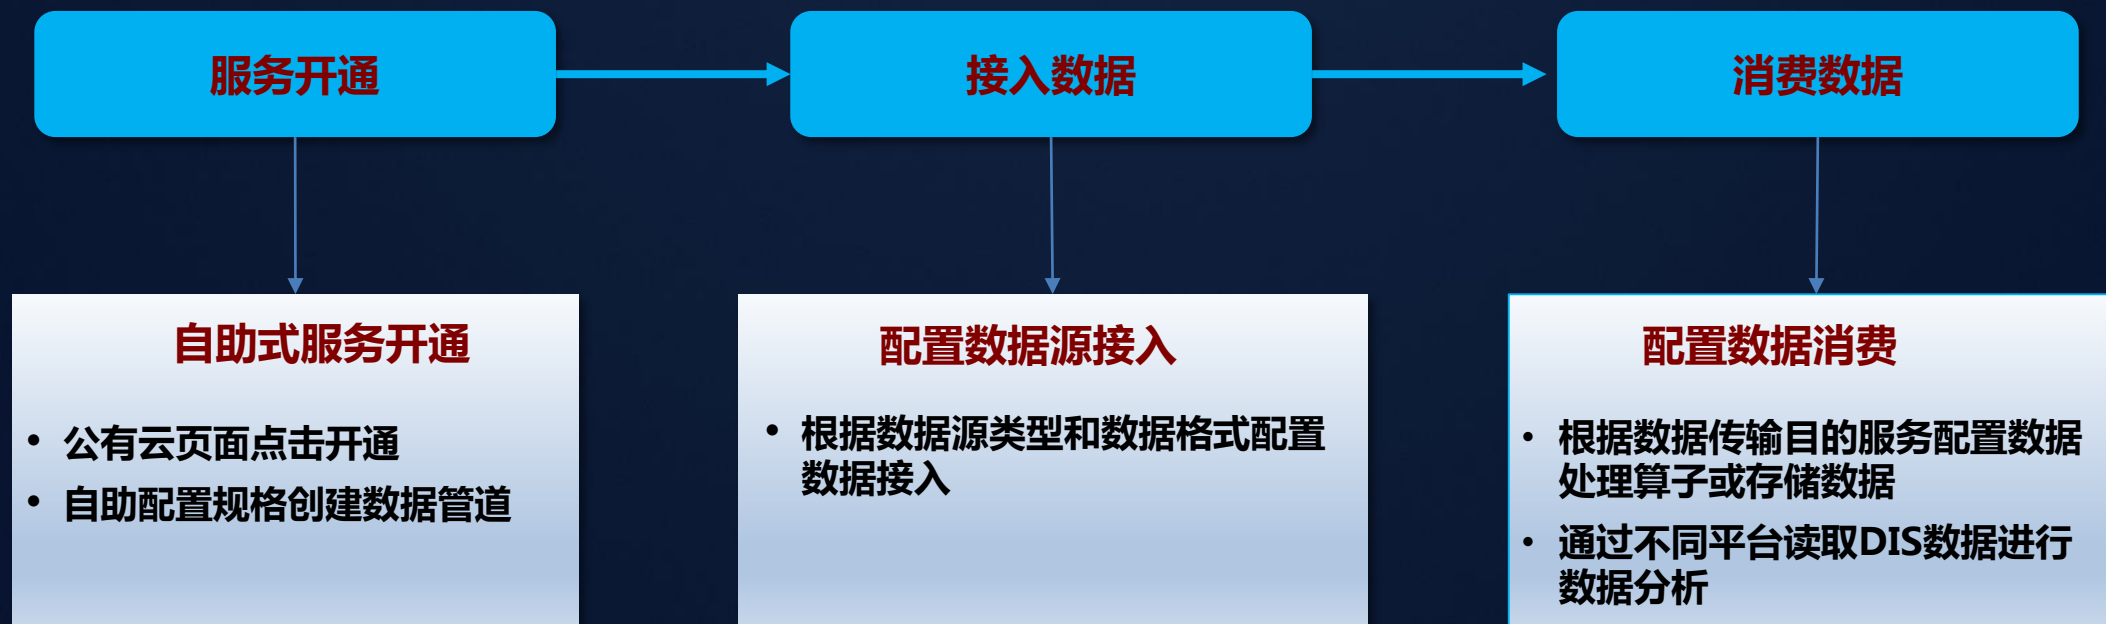 服务开通
接入数据
消费数据
自助式服务开通
• 公有云页面点击开通
• 自助配置规格创建数据管道
配置数据源接入
• 根据数据源类型和数据格式配置
数据接入
配置数据消费
• 根据数据传输目的服务配置数据
处理算子或存储数据
• 通过不同平台读取DIS数据进行
数据分析